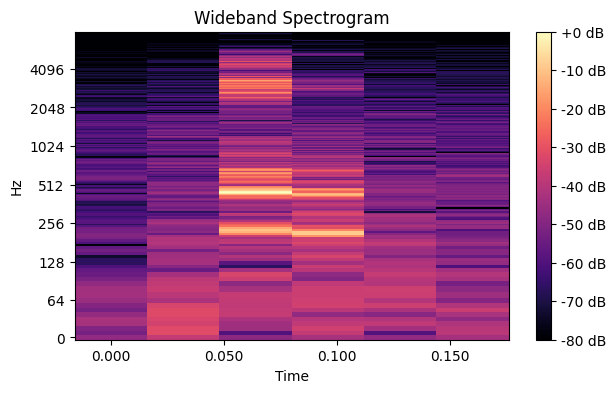 Wideband Spectrogram
4096
2048
1024
512
256
128
64
0
Hz
0.000
0.050
0.100
0.150
Time
+0 dB
-10 dB
-20 dB
-30 dB
-40 dB
-50 dB
-60 dB
-70 dB
-80 dB